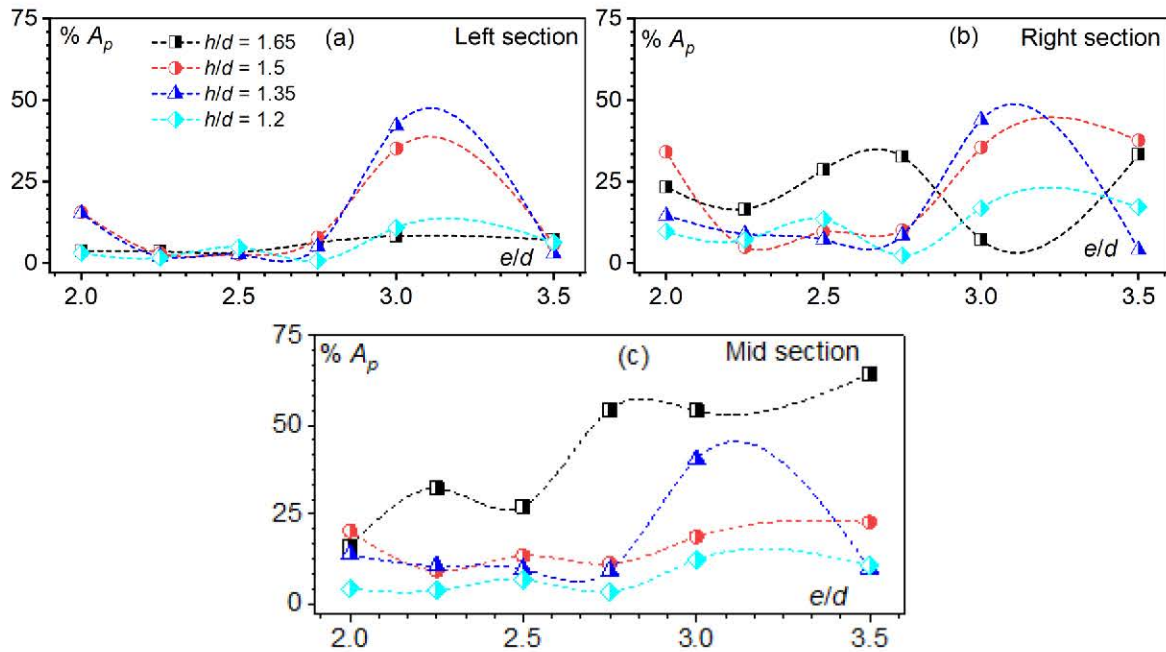 75
50
25
0
% Aₚ
h/d = 1.65
h/d = 1.5
h/d = 1.35
h/d = 1.2
(a)
Left section
e/d
2.0 2.5 3.0 3.5
75
50
25
0
% Aₚ
(b)
Right section
e/d
2.0 2.5 3.0 3.5
75
50
25
0
% Aₚ
(c)
Mid section
e/d
2.0 2.5 3.0 3.5